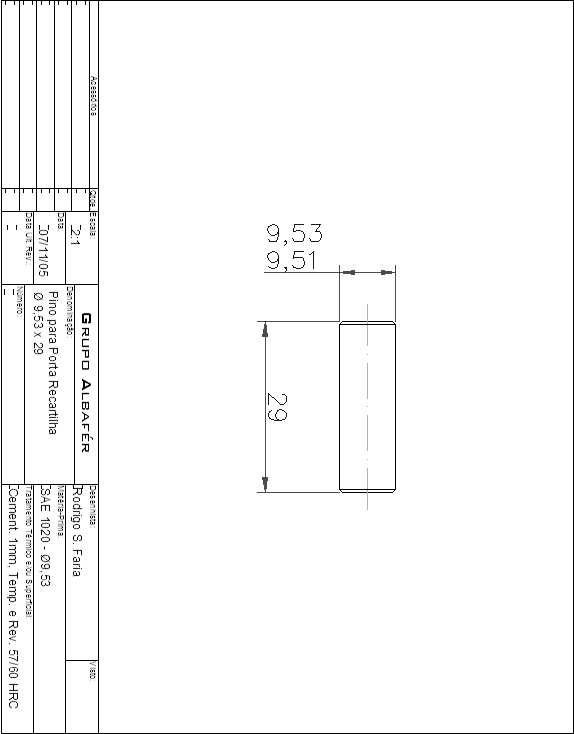 9,53
9,51
29
Acessórios
Qtde
Escala:
2:1
Data:
07/11/05
Data Ult. Rev.:
GRUPO ALBAFÉR
Denominação:
Pino para Porta Recartilha
Ø 9,53 x 29
Número:
Desenhista:
Rodrigo S. Faria
Visto:
Matéria-Prima:
SAE 1020 - Ø9,53
Tratamento Térmico e/ou Superficial:
Cement. 1mm, Temp. e Rev. 57/60 HRC